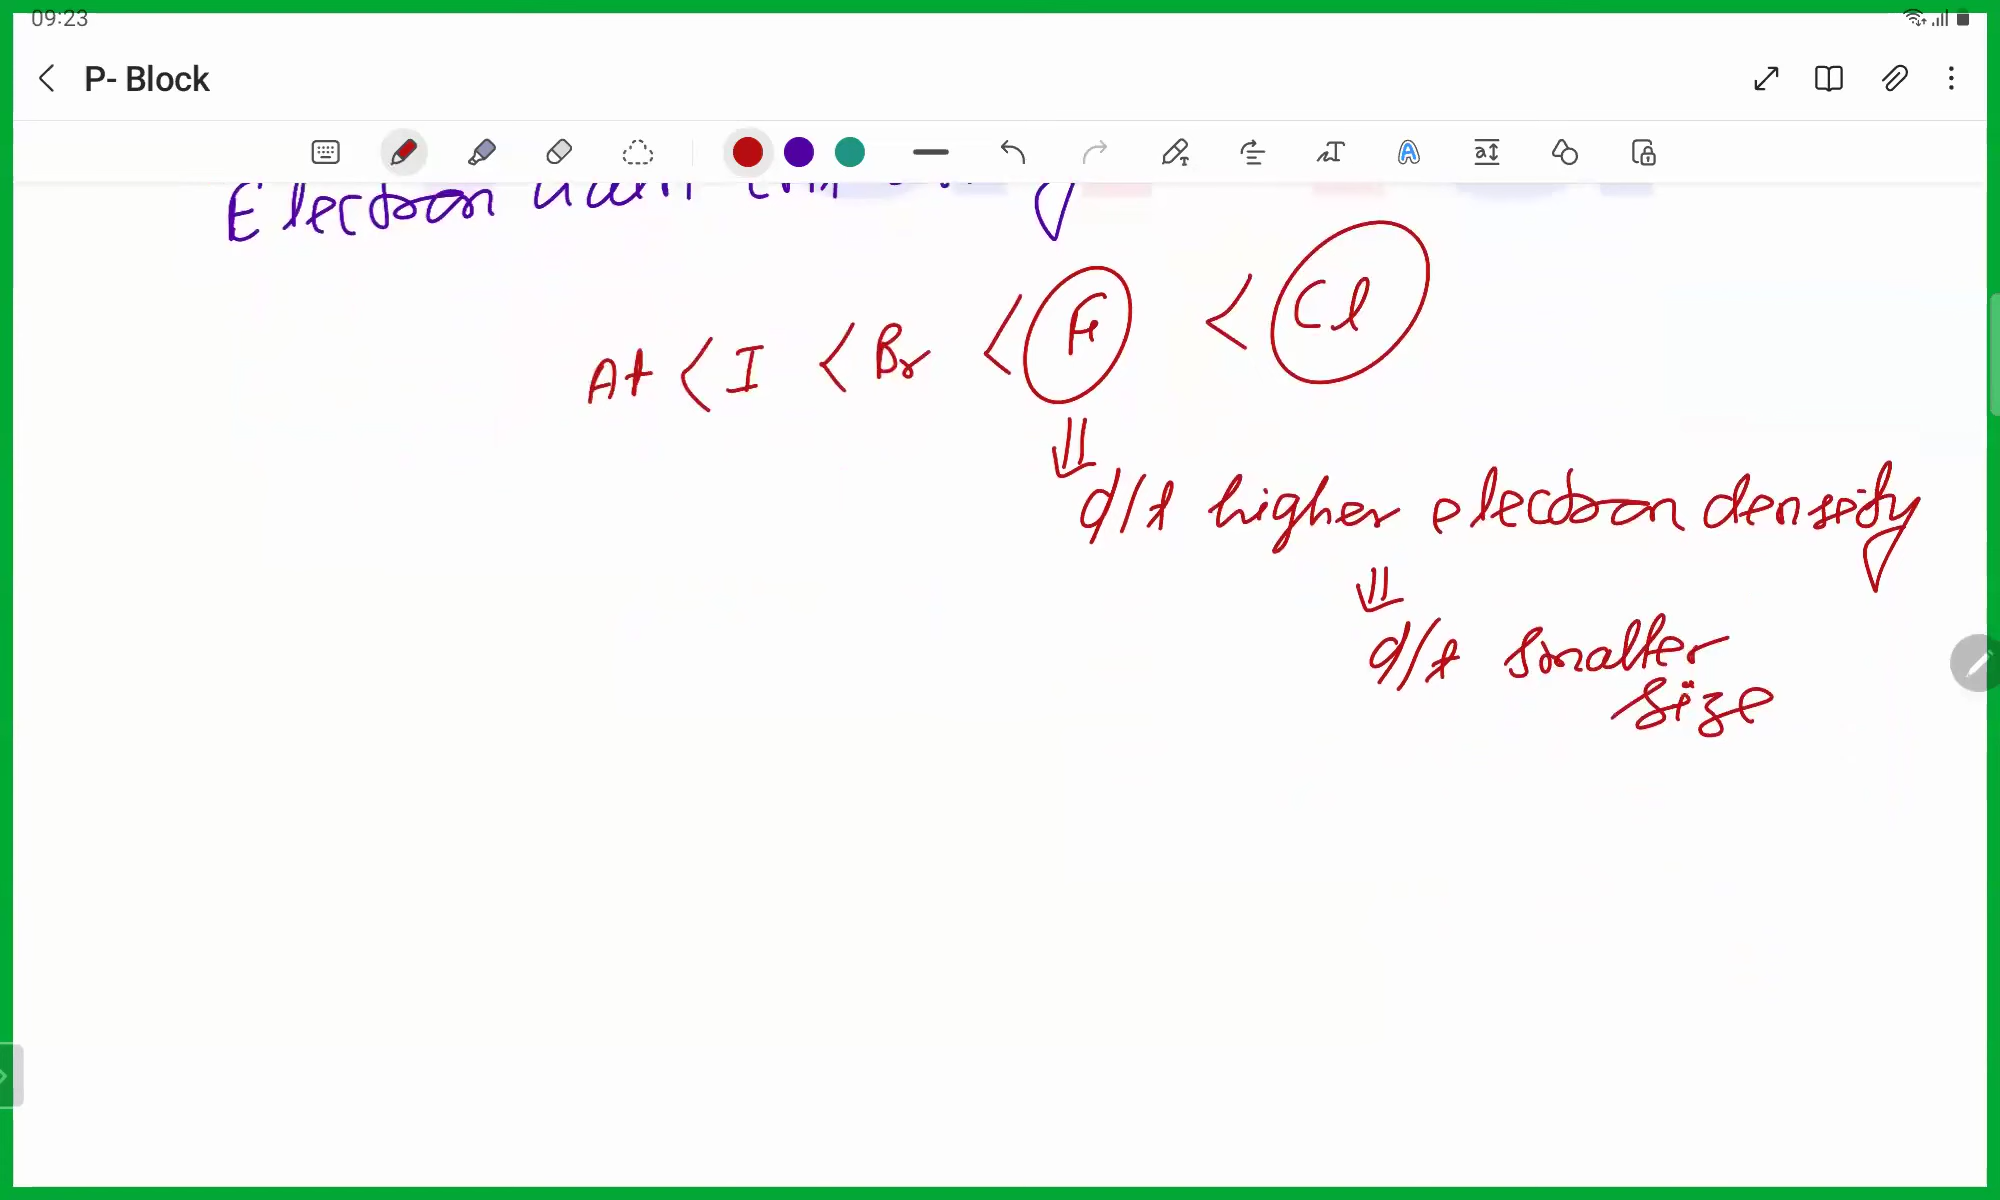 09:23
P- Block
Electron
At < I < Br < F < Cl
d/t higher electron density
d/t smaller
size